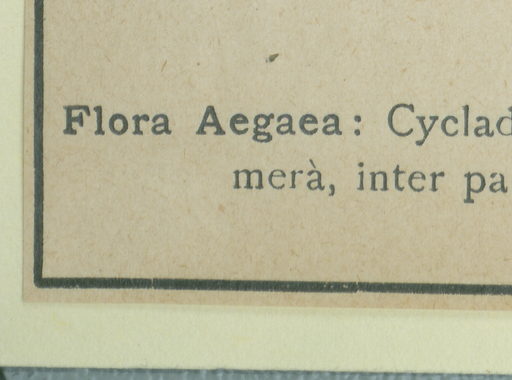 Flora Aegaea: Cyclad
merà, inter pa